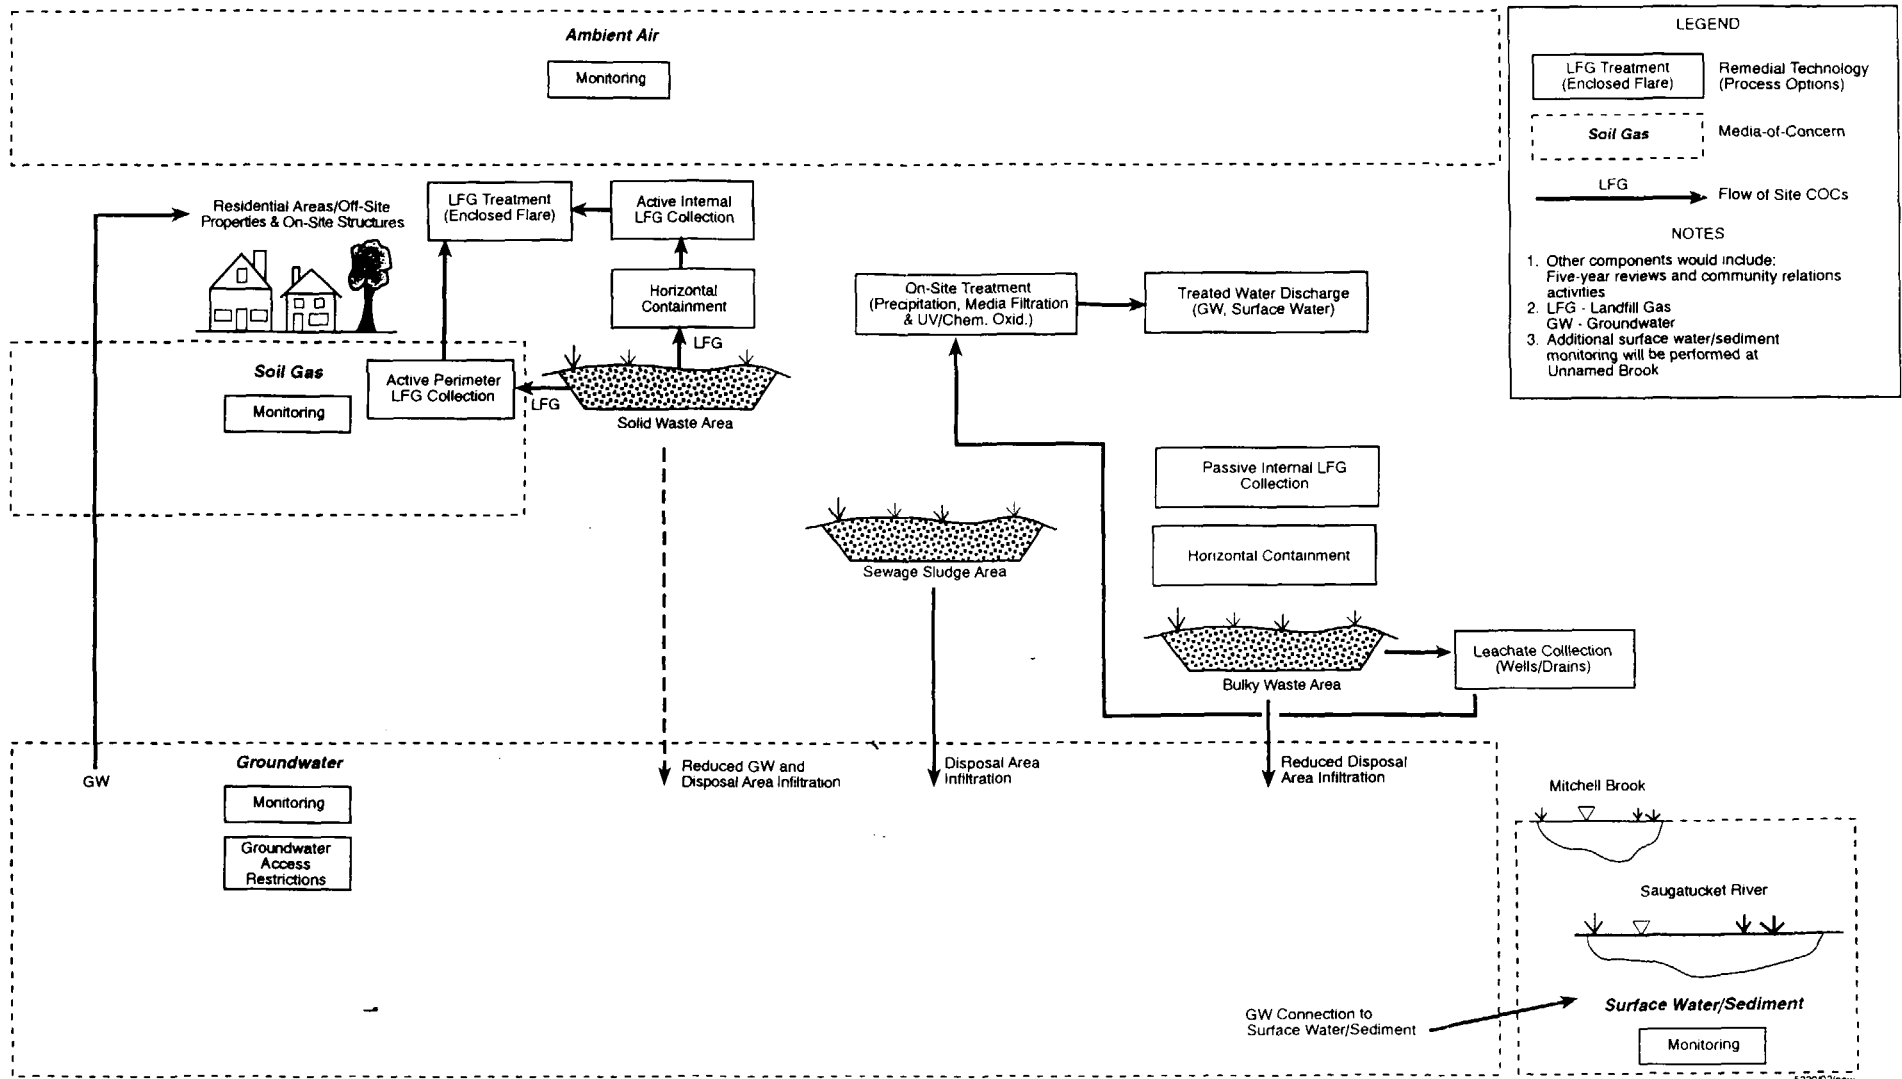 Ambient Air
Monitoring
LEGEND
LFG Treatment
(Enclosed Flare)
Remedial Technology
(Process Options)
Soil Gas
Media-of-Concern
LFG
Flow of Site COCs
NOTES
1. Other components would include:
Five-year reviews and community relations
activities
2. LFG - Landfill Gas
GW - Groundwater
3. Additional surface water/sediment
monitoring will be performed at
Unnamed Brook
Residential Areas/Off-Site
Properties & On-Site Structures
LFG Treatment
(Enclosed Flare)
Active Internal
LFG Collection
Horizontal
Containment
LFG
On-Site Treatment
(Precipitation, Media Filtration
& UV/Chem. Oxid.)
Treated Water Discharge
(GW, Surface Water)
Soil Gas
Monitoring
Active Perimeter
LFG Collection
LFG
Solid Waste Area
Passive Internal LFG
Collection
Horizontal Containment
Sewage Sludge Area
Bulky Waste Area
Leachate Colllection
(Wells/Drains)
GW
Groundwater
Monitoring
Groundwater
Access
Restrictions
Reduced GW and
Disposal Area Infiltration
Disposal Area
Infiltration
Reduced Disposal
Area Infiltration
Mitchell Brook
Saugatucket River
GW Connection to
Surface Water/Sediment
Surface Water/Sediment
Monitoring